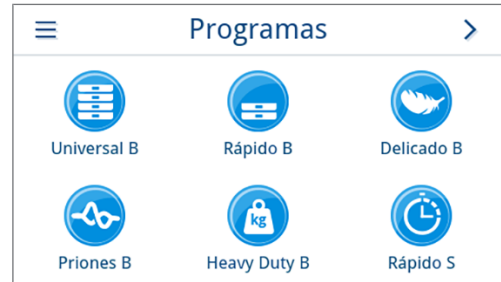 Programas
Universal B
Rápido B
Delicado B
kg
Priones B
Heavy Duty B
Rápido S